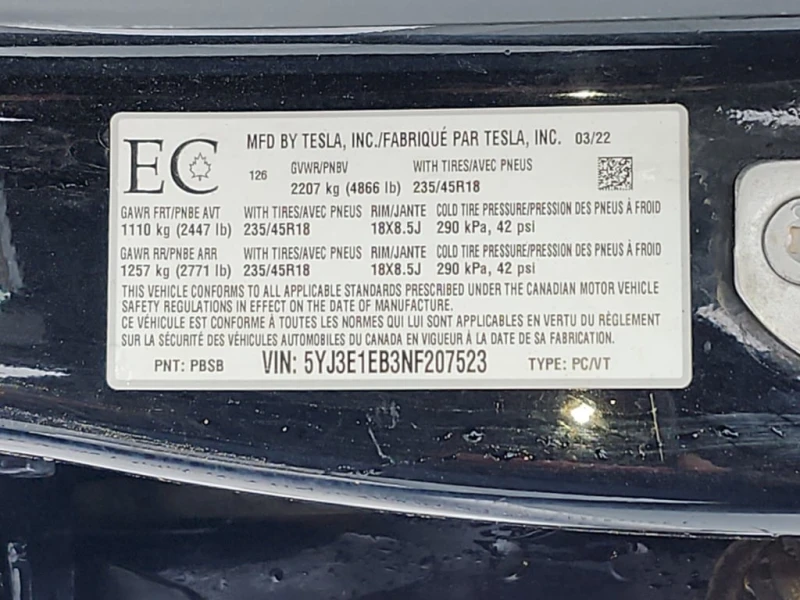 EC MFD BY TESLA, INC./FABRIQUÉ PAR TESLA, INC. 03/22
126 GVWR/PNBV WITH TIRES/AVEC PNEUS
2207 kg (4866 lb) 235/45R18
GAWR FRT/PNBE AVT WITH TIRES/AVEC PNEUS RIM/JANTE COLD TIRE PRESSURE/PRESSION DES PNEUS À FROID
1110 kg (2447 lb) 235/45R18 18X8.5J 290 kPa, 42 psi
GAWR RR/PNBE ARR WITH TIRES/AVEC PNEUS RIM/JANTE COLD TIRE PRESSURE/PRESSION DES PNEUS À FROID
1257 kg (2771 lb) 235/45R18 18X8.5J 290 kPa, 42 psi
THIS VEHICLE CONFORMS TO ALL APPLICABLE STANDARDS PRESCRIBED UNDER THE CANADIAN MOTOR VEHICLE
SAFETY REGULATIONS IN EFFECT ON THE DATE OF MANUFACTURE.
CE VÉHICULE EST CONFORME À TOUTES LES NORMES QUI LUI SONT APPLICABLES EN VERTU DU RÈGLEMENT
SUR LA SÉCURITÉ DES VÉHICULES AUTOMOBILES DU CANADA EN VIGUEUR À LA DATE DE SA FABRICATION.
PNT: PBSB VIN: 5YJ3E1EB3NF207523 TYPE: PC/VT